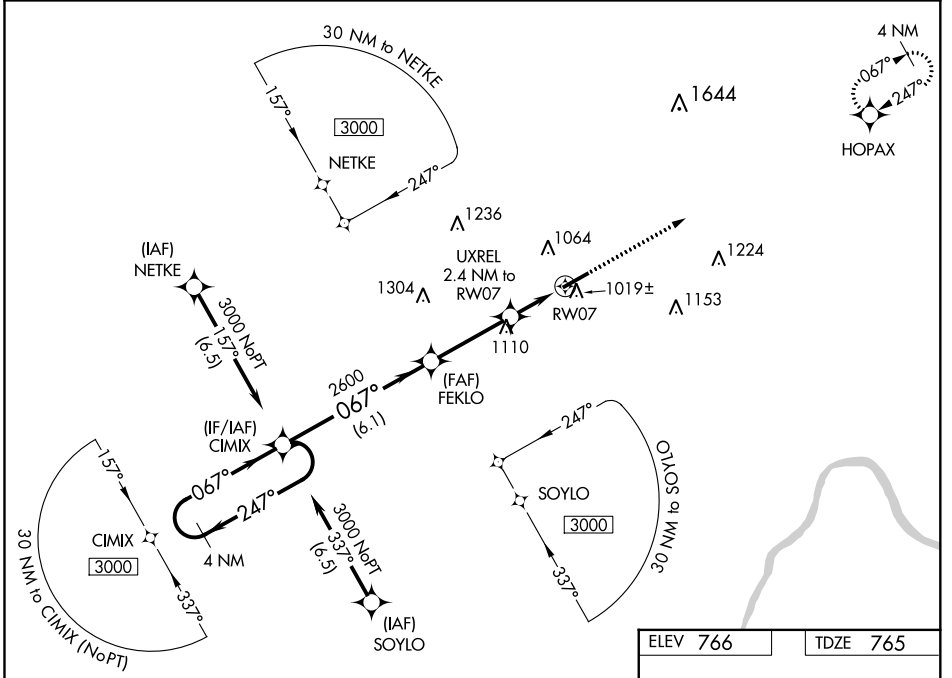 30 NM to NETKE
157°
3000
NETKE
247°
4 NM
067°
247°
HOPAX
1644
1236
1064
1224
UXREL
2.4 NM to
RW07
1304
1019±
RW07
1153
1110
(IAF)
NETKE
3000 NoPT
157°
(6.5)
2600
067°
(6.1)
(FAF)
FEKLO
(IF/IAF)
CIMIX
067°
247°
4 NM
157°
CIMIX
3000
337°
30 NM to CIMIX (NoPT)
3000 NoPT
337°
(6.5)
(IAF)
SOYLO
247°
SOYLO
3000
337°
30 NM to SOYLO
ELEV 766
TDZE 765